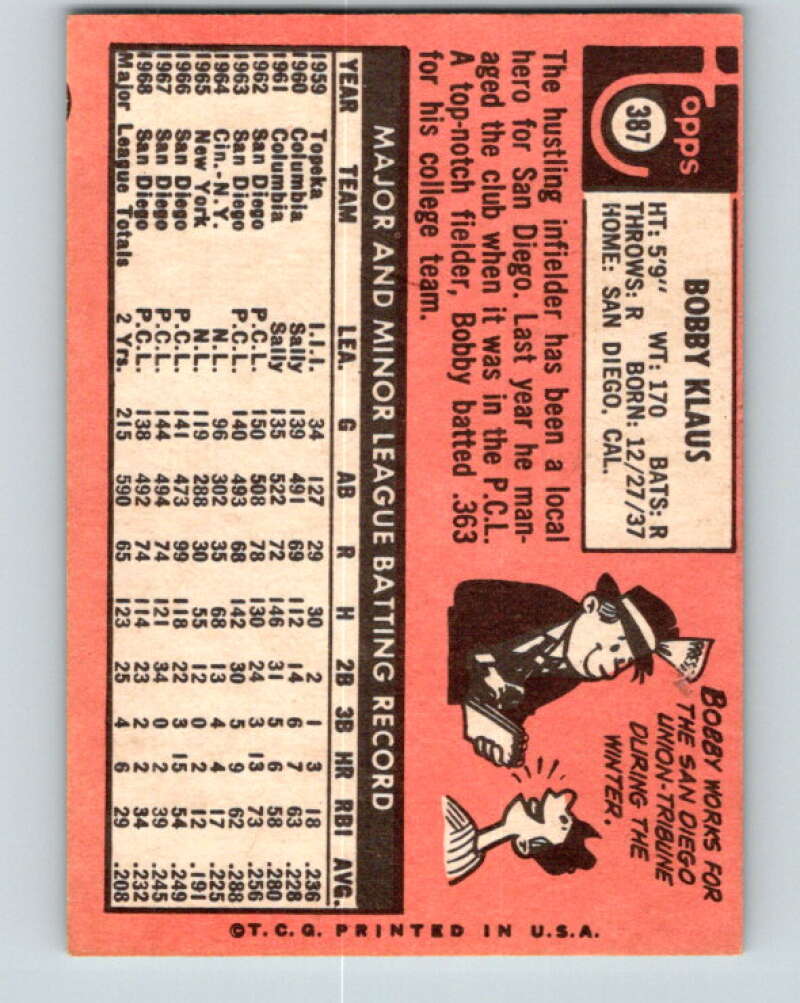 Topps
387
BOBBY KLAUS
HT: 5'9" WT: 170 BATS: R
THROWS: R BORN: 12/27/37
HOME: SAN DIEGO, CAL.
The hustling infielder has been a local
hero for San Diego. Last year he man-
aged the club when it was in the P.C.L.
A top-notch fielder, Bobby batted .363
for his college team.
BOBBY WORKS FOR
THE SAN DIEGO
UNION-TRIBUNE
DURING THE
WINTER.
PRESS
MAJOR AND MINOR LEAGUE BATTING RECORD
YEAR TEAM LEA. G AB R H 2B 3B HR RBI AVG.
1959 Topeka I.I.I. 34 127 29 30 2 1 3 18 .236
1960 Columbia Sally 139 491 69 112 14 6 7 63 .228
1961 Columbia Sally 135 522 72 146 31 5 6 58 .280
1962 San Diego P.C.L. 150 508 78 130 24 3 13 73 .256
1963 San Diego P.C.L. 140 493 68 142 30 5 9 62 .288
1964 Cin.-N.Y. N.L. 96 302 35 68 13 4 4 17 .225
1965 New York N.L. 119 288 30 55 12 0 2 12 .191
1966 San Diego P.C.L. 141 473 99 118 22 3 15 54 .249
1967 San Diego P.C.L. 144 494 74 121 34 0 2 39 .245
1968 San Diego P.C.L. 138 492 74 114 23 2 2 34 .232
Major League Totals 2 Yrs. 215 590 65 123 25 4 6 29 .208
©T.C.G. PRINTED IN U.S.A.